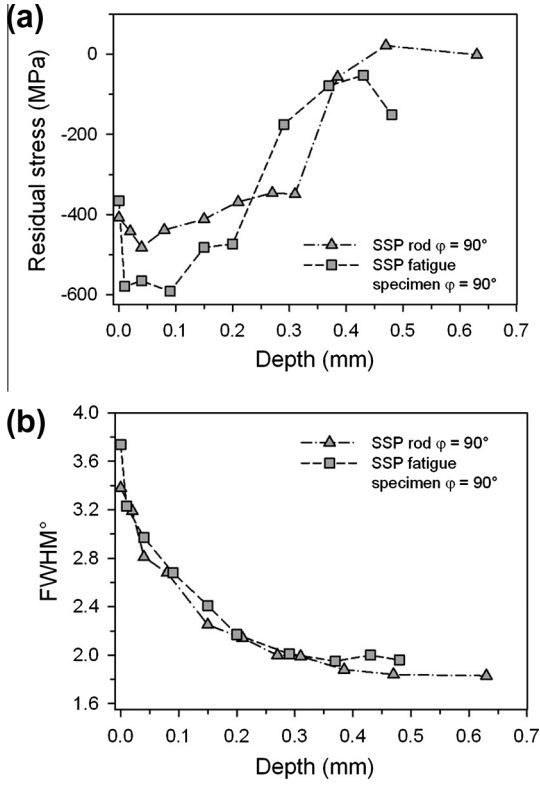 (a)
0
-200
-400
-600
Residual stress (MPa)
SSP rod φ = 90°
SSP fatigue
specimen φ = 90°
0.0 0.1 0.2 0.3 0.4 0.5 0.6 0.7
Depth (mm)
(b)
4.0
3.6
3.2
2.8
2.4
2.0
1.6
FWHM°
SSP rod φ = 90°
SSP fatigue
specimen φ = 90°
0.0 0.1 0.2 0.3 0.4 0.5 0.6 0.7
Depth (mm)